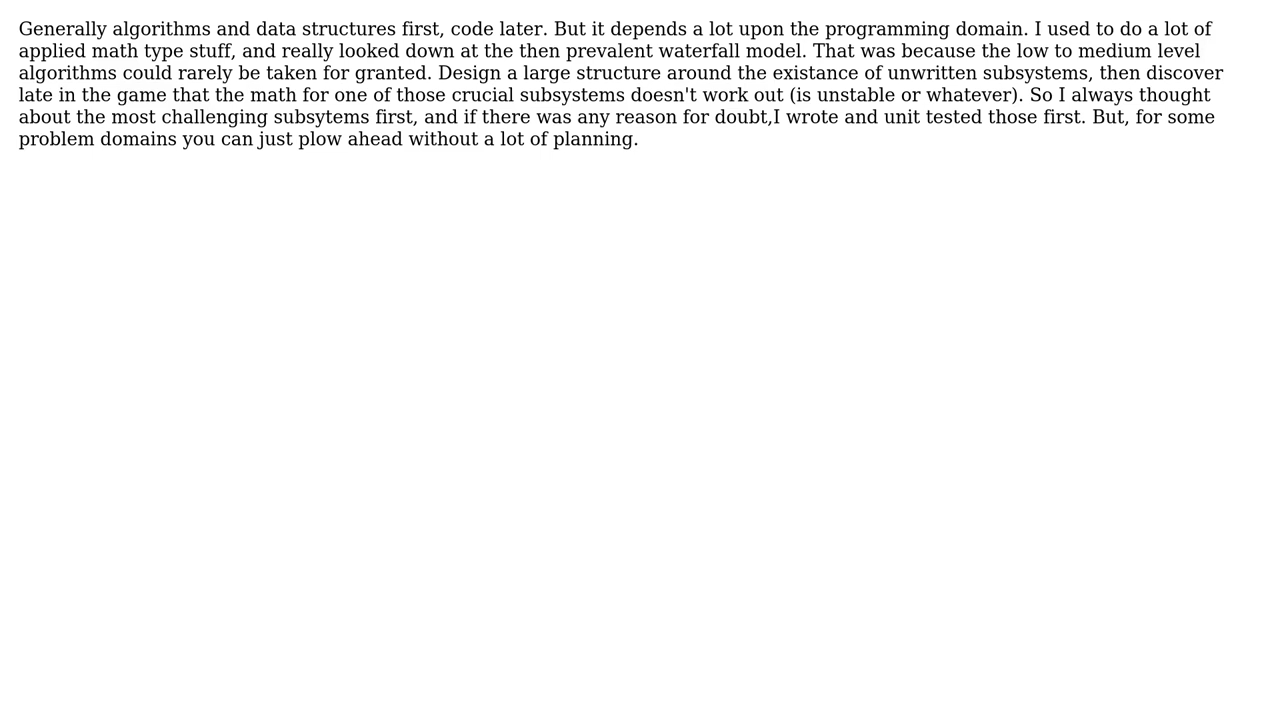 Generally algorithms and data structures first, code later. But it depends a lot upon the programming domain. I used to do a lot of
applied math type stuff, and really looked down at the then prevalent waterfall model. That was because the low to medium level
algorithms could rarely be taken for granted. Design a large structure around the existance of unwritten subsystems, then discover
late in the game that the math for one of those crucial subsystems doesn't work out (is unstable or whatever). So I always thought
about the most challenging subsytems first, and if there was any reason for doubt,I wrote and unit tested those first. But, for some
problem domains you can just plow ahead without a lot of planning.